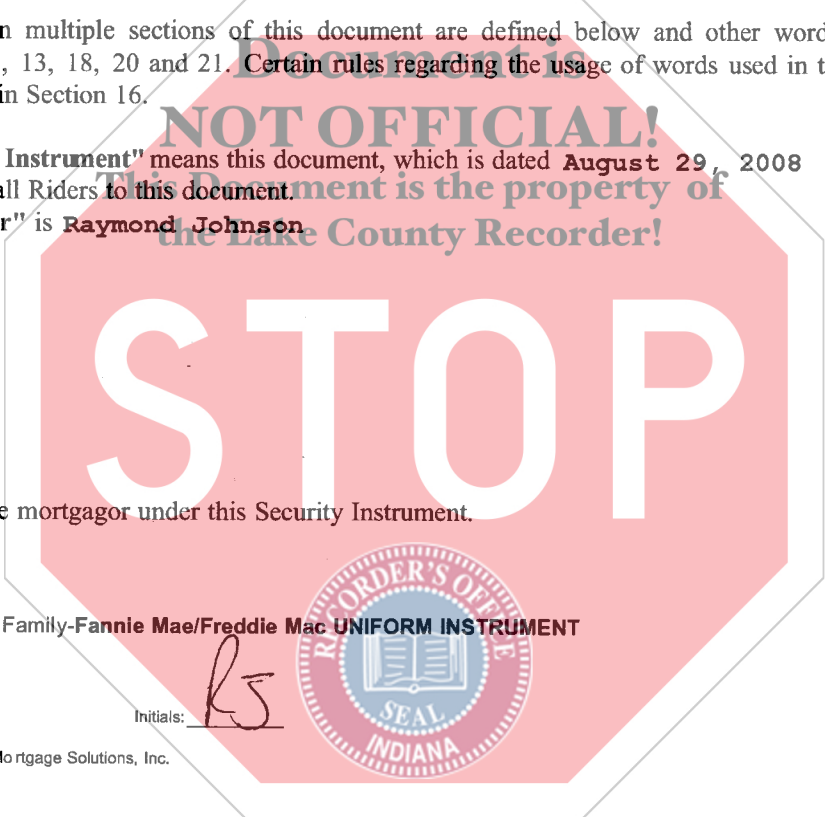 n multiple sections of this document are defined below and other word
, 13, 18, 20 and 21. Certain rules regarding the usage of words used in t
in Section 16.
Document is
NOT OFFICIAL!
This Document is the property of
the Lake County Recorder!
Instrument" means this document, which is dated August 29, 2008
all Riders to this document.
r" is Raymond Johnson
STOP
e mortgagor under this Security Instrument.
RECORDER'S OFFICE
SEAL
INDIANA
Family-Fannie Mae/Freddie Mac UNIFORM INSTRUMENT
Initials: RJ
ortgage Solutions, Inc.